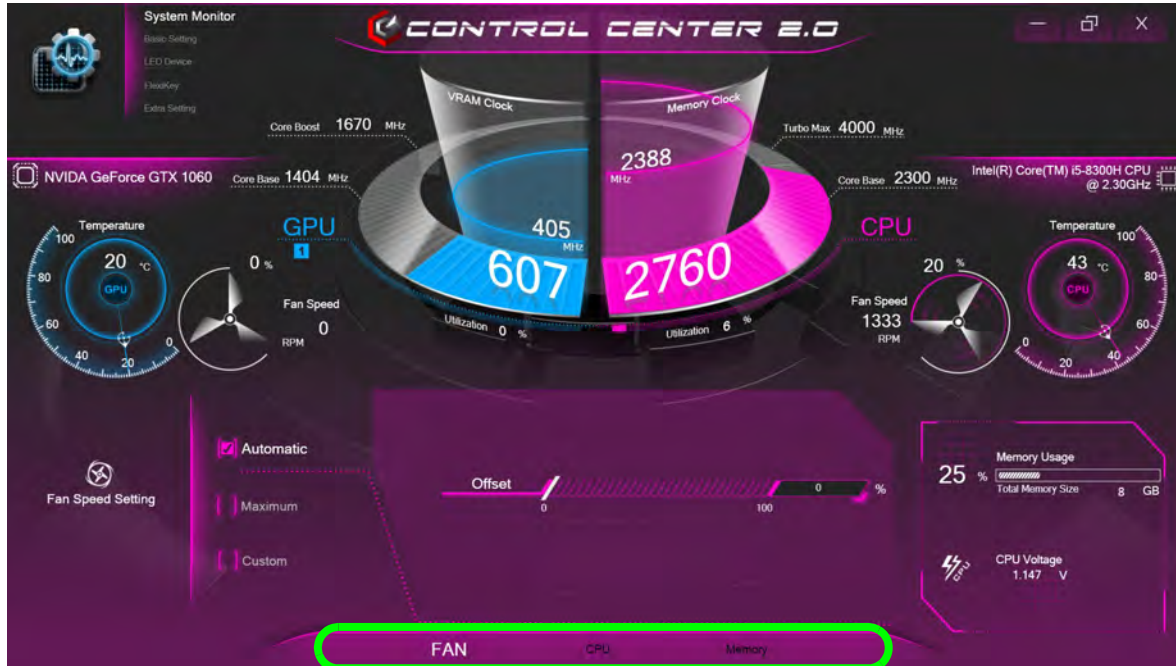 System Monitor
Basic Setting
LED Device
FlexiKey
Extra Setting
CONTROL CENTER 2.0
VRAM Clock
Memory Clock
Core Boost 1670 MHz
Turbo Max 4000 MHz
2388
MHz
NVIDIA GeForce GTX 1060
Core Base 1404 MHz
Core Base 2300 MHz
Intel(R) Core(TM) i5-8300H CPU
@ 2.30GHz
GPU
1
405
MHz
607
2760
CPU
Temperature
100
80
60
40
20
0
20 °C
GPU
0 %
Fan Speed
0
RPM
Utilization 0 %
Utilization 6 %
20 %
Fan Speed
1333
RPM
Temperature
100
80
60
40
20
0
43 °C
CPU
Fan Speed Setting
Automatic
Maximum
Custom
Offset
0 %
0
100
25 %
Memory Usage
Total Memory Size 8 GB
CPU
CPU Voltage
1.147 V
FAN
CPU
Memory